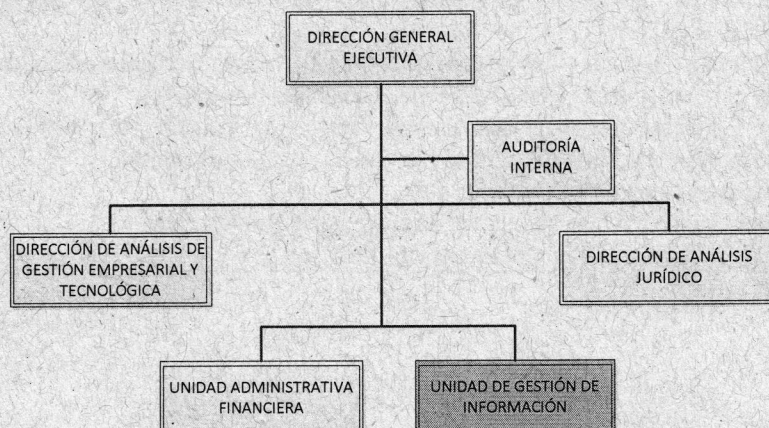 DIRECCIÓN GENERAL
EJECUTIVA
AUDITORÍA
INTERNA
DIRECCIÓN DE ANÁLISIS DE
GESTIÓN EMPRESARIAL Y
TECNOLÓGICA
DIRECCIÓN DE ANÁLISIS
JURÍDICO
UNIDAD ADMINISTRATIVA
FINANCIERA
UNIDAD DE GESTIÓN DE
INFORMACIÓN